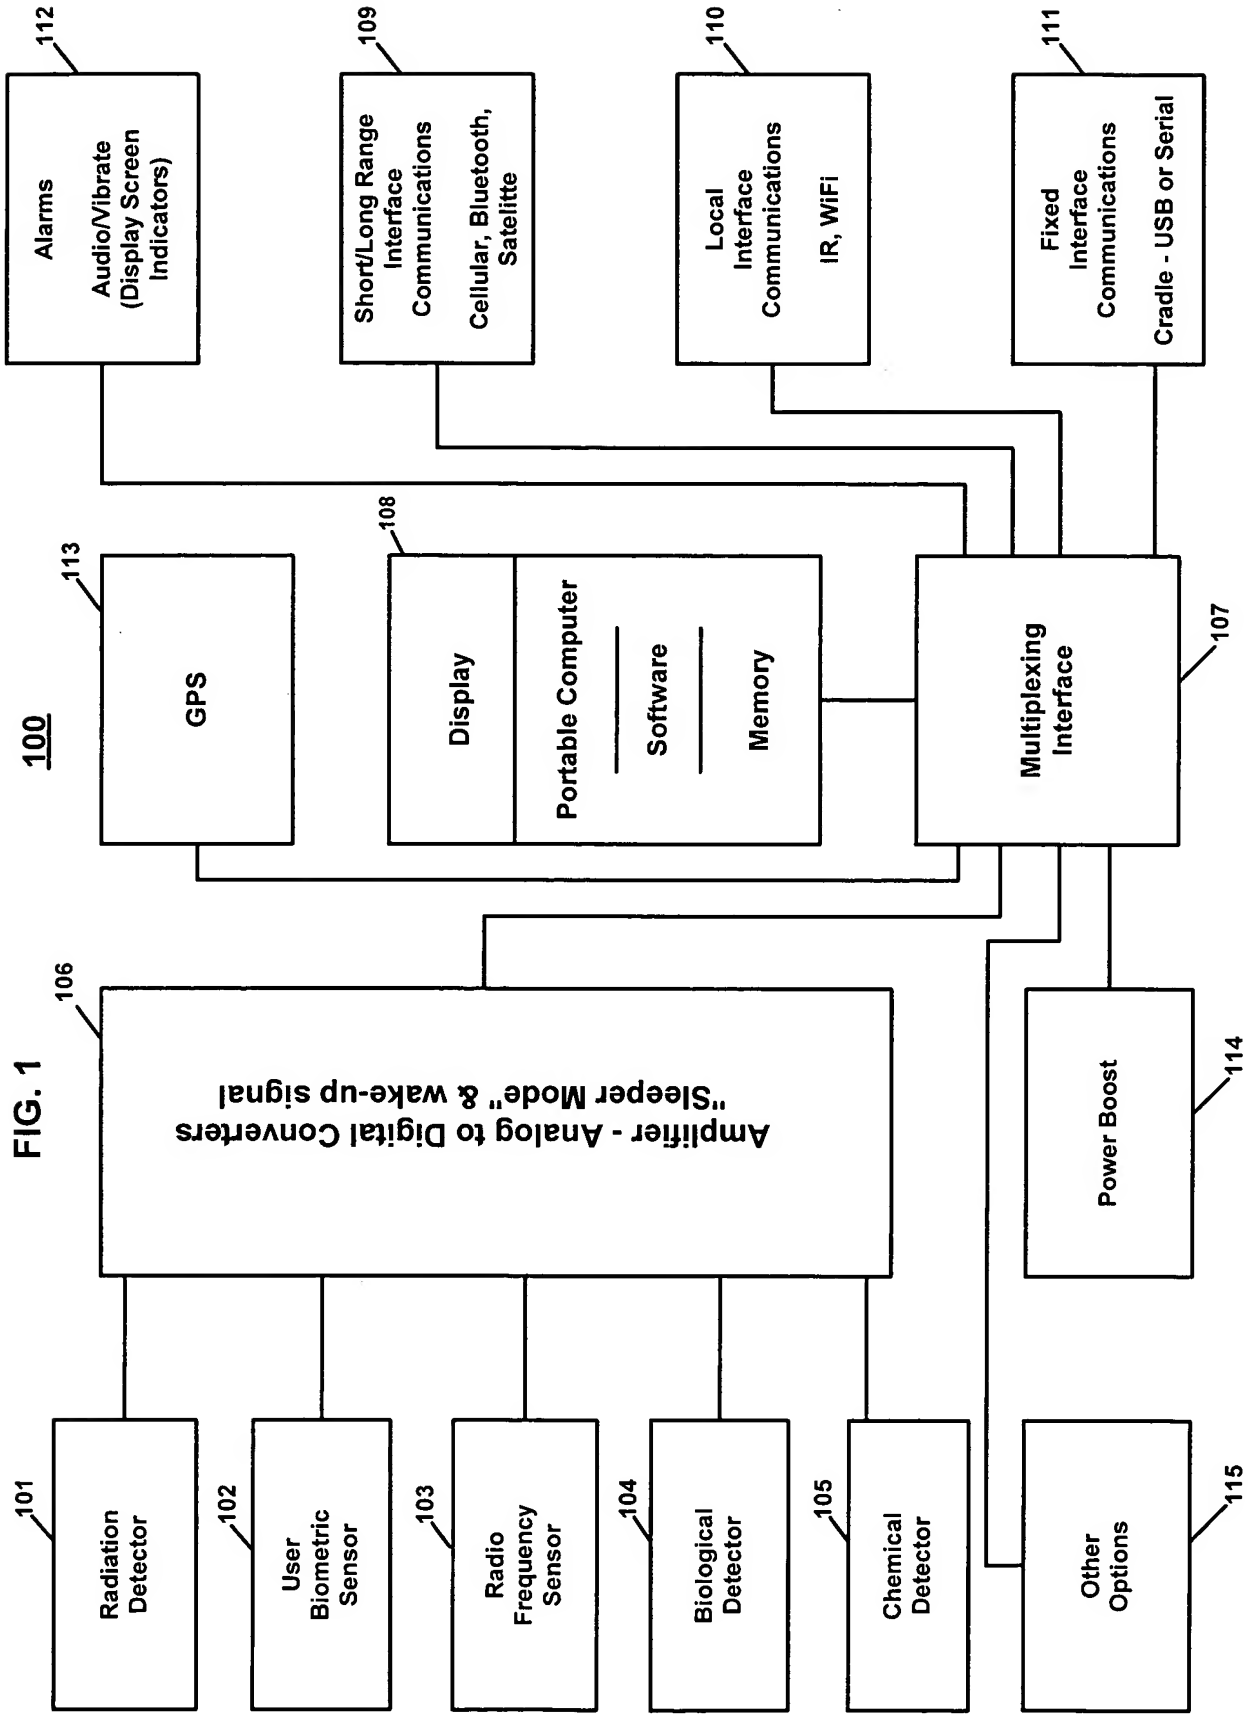 FIG. 1
100
101
Radiation
Detector
102
User
Biometric
Sensor
103
Radio
Frequency
Sensor
104
Biological
Detector
105
Chemical
Detector
Other
Options
115
106
Amplifier - Analog to Digital Converters
"Sleeper Mode" & wake-up signal
Power Boost
114
113
GPS
108
Display
Portable Computer
Software
Memory
Multiplexing
Interface
107
112
Alarms
Audio/Vibrate
(Display Screen
Indicators)
109
Short/Long Range
Interface
Communications
Cellular, Bluetooth,
Satelitte
110
Local
Interface
Communications
IR, WiFi
111
Fixed
Interface
Communications
Cradle - USB or Serial